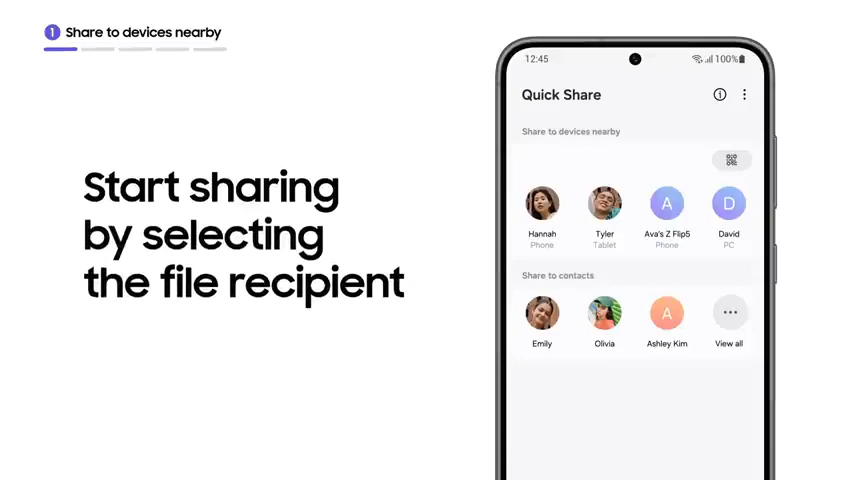 1 Share to devices nearby
Start sharing
by selecting
the file recipient
12:45
100%
Quick Share
Share to devices nearby
Hannah
Phone
Tyler
Tablet
A
Ava's Z Flip5
Phone
D
David
PC
Share to contacts
Emily
Olivia
A
Ashley Kim
View all